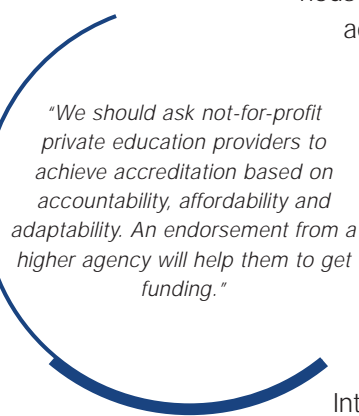 "We should ask not-for-profit
private education providers to
achieve accreditation based on
accountability, affordability and
adaptability. An endorsement from a
higher agency will help them to get
funding."
Int